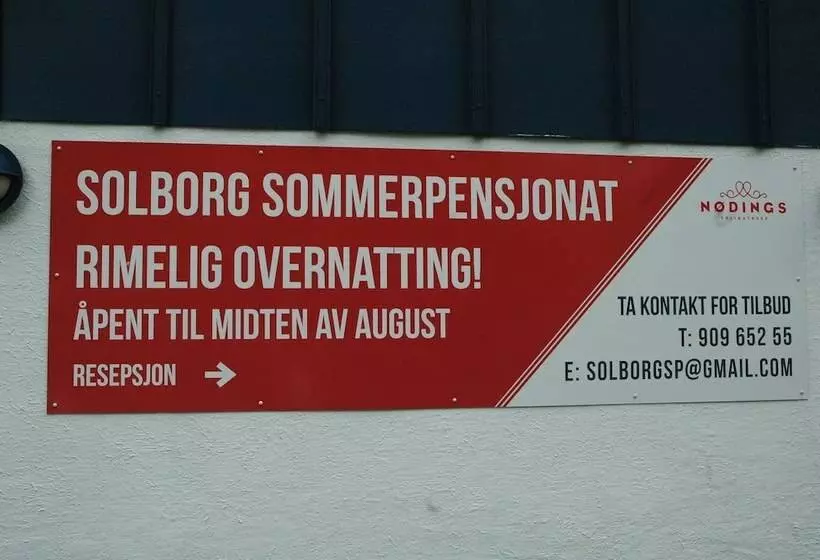 SOLBORG SOMMERPENSJONAT
RIMELIG OVERNATTING!
ÅPENT TIL MIDTEN AV AUGUST
RESEPSJON
NØDINGS
TA KONTAKT FOR TILBUD
T: 909 652 55
E: SOLBORGSP@GMAIL.COM